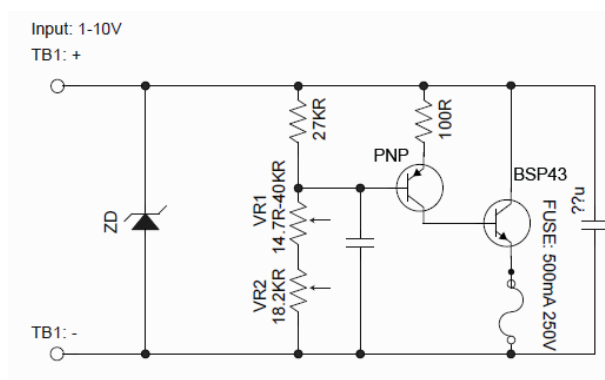 Input: 1-10V
TB1: +
27KR
100R
PNP
BSP43
ZD
VR1
14.7R-40KR
??u
VR2
18.2KR
FUSE: 500mA 250V
TB1: -